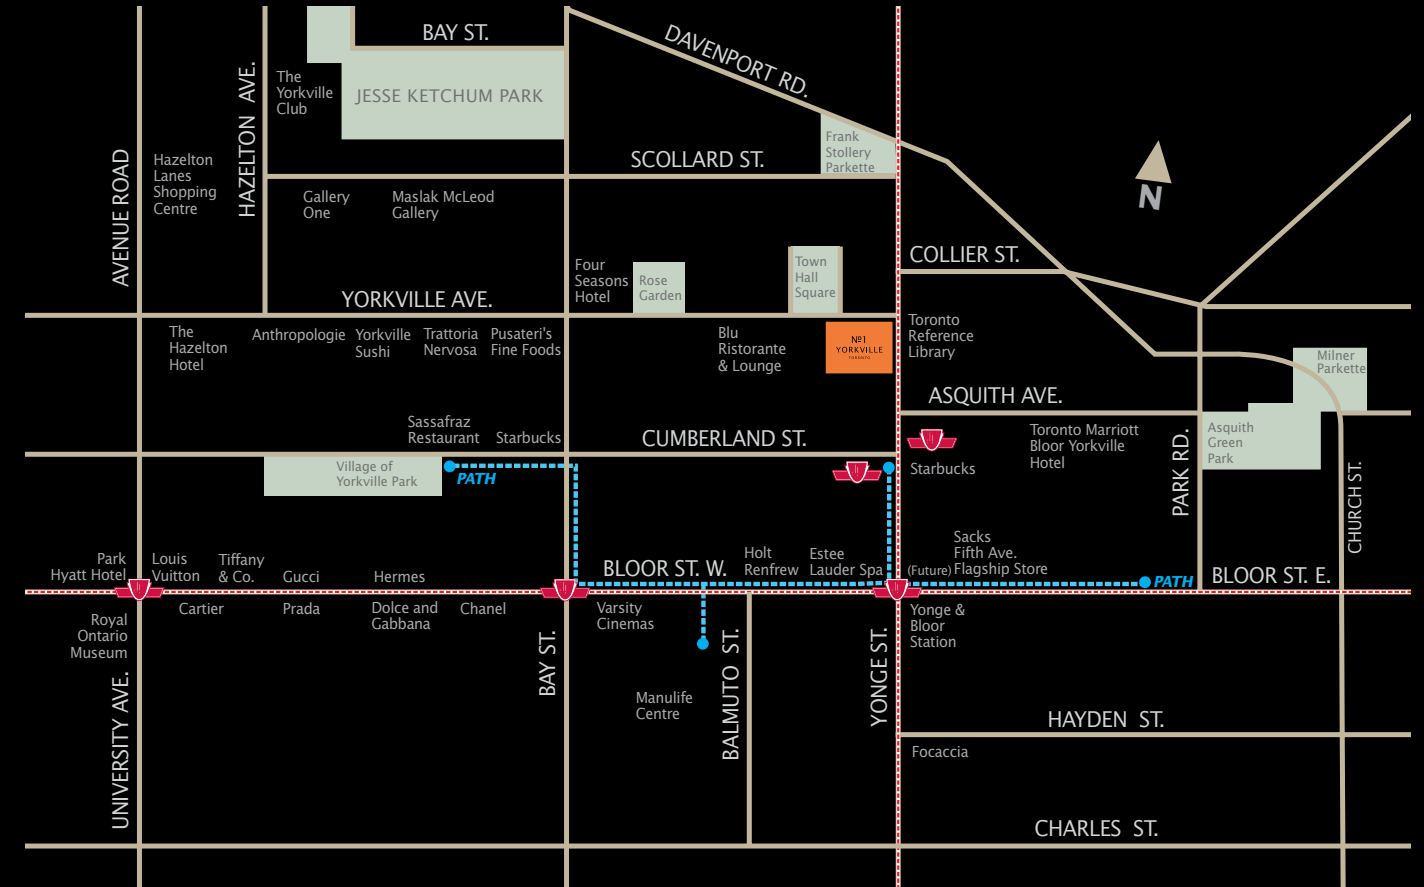 BAY ST.
DAVENPORT RD.
The
Yorkville
Club
JESSE KETCHUM PARK
HAZELTON AVE.
AVENUE ROAD
Hazelton
Lanes
Shopping
Centre
SCOLLARD ST.
Frank
Stollery
Parkette
N
Gallery
One
Maslak McLeod
Gallery
COLLIER ST.
Four
Seasons
Hotel
Rose
Garden
Town
Hall
Square
YORKVILLE AVE.
The
Hazelton
Hotel
Anthropologie
Yorkville
Sushi
Trattoria
Nervosa
Pusateri's
Fine Foods
Blu
Ristorante
& Lounge
Nº1
YORKVILLE
TORONTO
Toronto
Reference
Library
Milner
Parkette
ASQUITH AVE.
Sassafraz
Restaurant
Starbucks
CUMBERLAND ST.
Toronto Marriott
Bloor Yorkville
Hotel
PARK RD.
Asquith
Green
Park
Village of
Yorkville Park
PATH
Starbucks
CHURCH ST.
Park
Hyatt Hotel
Louis
Vuitton
Tiffany
& Co.
Gucci
Hermes
BLOOR ST. W.
Holt
Renfrew
Estee
Lauder Spa
(Future)
Sacks
Fifth Ave.
Flagship Store
PATH
BLOOR ST. E.
Royal
Ontario
Museum
Cartier
Prada
Dolce and
Gabbana
Chanel
Varsity
Cinemas
Yonge &
Bloor
Station
UNIVERSITY AVE.
BAY ST.
Manulife
Centre
BALMUTO ST.
YONGE ST.
HAYDEN ST.
Focaccia
CHARLES ST.